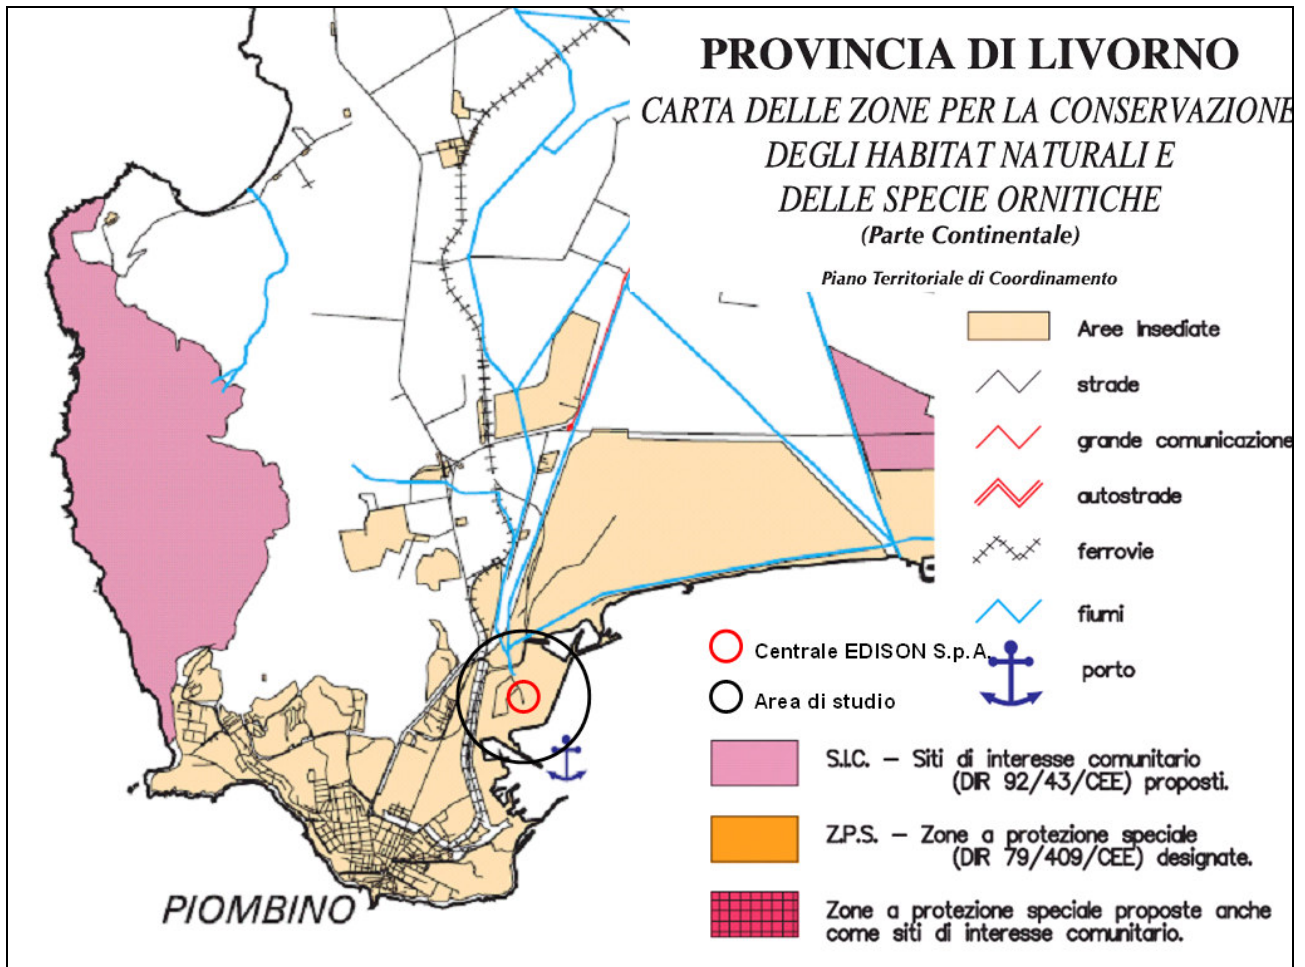 PROVINCIA DI LIVORNO
CARTA DELLE ZONE PER LA CONSERVAZIONE
DEGLI HABITAT NATURALI E
DELLE SPECIE ORNITICHE
(Parte Continentale)
Piano Territoriale di Coordinamento
Aree Insediate
strade
grande comunicazione
autostrade
ferrovie
fiumi
porto
Centrale EDISON S.p.A.
Area di studio
S.I.C. – Siti di interesse comunitario
(DIR 92/43/CEE) proposti.
Z.P.S. – Zone a protezione speciale
(DIR 79/409/CEE) designate.
Zone a protezione speciale proposte anche
come siti di interesse comunitario.
PIOMBINO